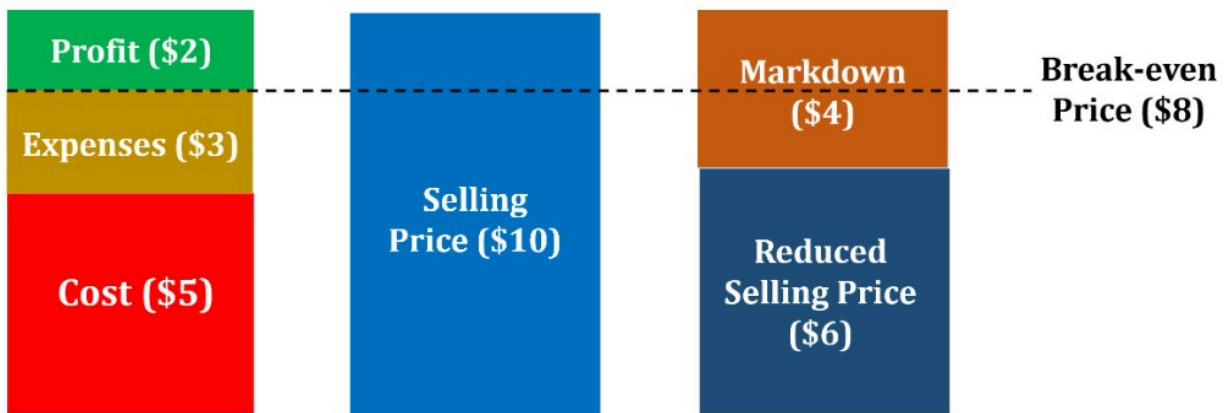 Profit ($2)
Expenses ($3)
Cost ($5)
Selling
Price ($10)
Markdown
($4)
Reduced
Selling Price
($6)
Break-even
Price ($8)